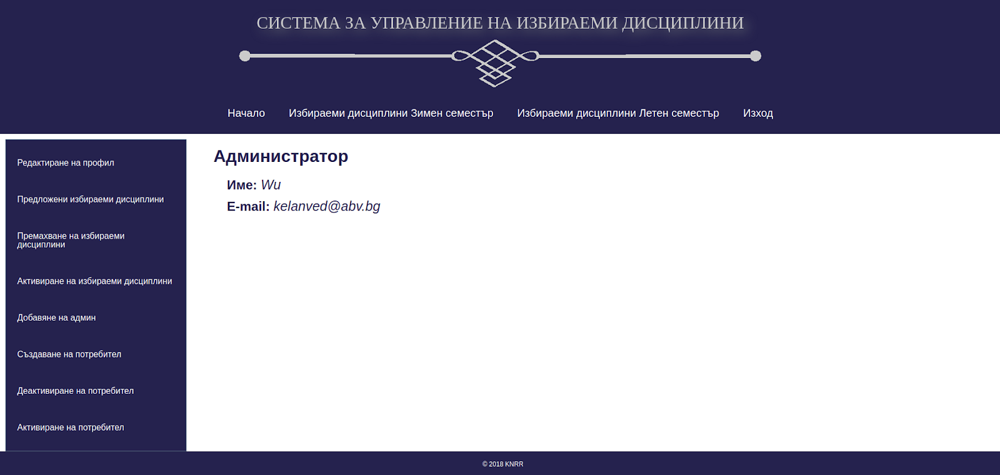 СИСТЕМА ЗА УПРАВЛЕНИЕ НА ИЗБИРАЕМИ ДИСЦИПЛИНИ
Начало Избираеми дисциплини Зимен семестър Избираеми дисциплини Летен семестър Изход
Редактиране на профил
Предложени избираеми дисциплини
Премахване на избираеми
дисциплини
Активиране на избираеми дисциплини
Добавяне на админ
Създаване на потребител
Деактивиране на потребител
Активиране на потребител
Администратор
Име: Wu
E-mail: kelanved@abv.bg
© 2018 KNRR